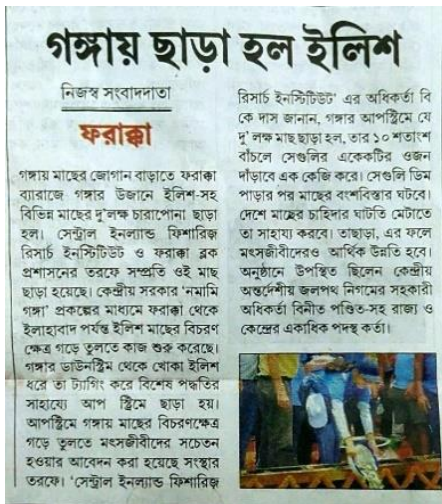 গঙ্গায় ছাড়া হল ইলিশ
নিজস্ব সংবাদদাতা
ফরাক্কা
গঙ্গায় মাছের জোগান বাড়াতে ফরাক্কা
ব্যারাজে গঙ্গার উজানে ইলিশ-সহ
বিভিন্ন মাছের দু'লক্ষ চারাপোনা ছাড়া
হল। সেন্ট্রাল ইনল্যান্ড ফিশারিজ়
রিসার্চ ইনস্টিটিউট ও ফরাক্কা ব্লক
প্রশাসনের তরফে সম্প্রতি ওই মাছ
ছাড়া হয়েছে। কেন্দ্রীয় সরকার 'নমামি
গঙ্গা' প্রকল্পের মাধ্যমে ফরাক্কা থেকে
ইলাহাবাদ পর্যন্ত ইলিশ মাছের বিচরণ
ক্ষেত্র গড়ে তুলতে কাজ শুরু করেছে।
গঙ্গার ডাউনস্ট্রিম থেকে খোকা ইলিশ
ধরে তা ট্যাগিং করে বিশেষ পদ্ধতির
সাহায্যে আপ স্ট্রিমে ছাড়া হয়।
আপস্ট্রিমে গঙ্গায় মাছের বিচরণক্ষেত্র
গড়ে তুলতে মৎসজীবীদের সচেতন
হওয়ার আবেদন করা হয়েছে সংস্থার
তরফে। 'সেন্ট্রাল ইনল্যান্ড ফিশারিজ়
রিসার্চ ইনস্টিটিউট' এর অধিকর্তা বি
কে দাস জানান, গঙ্গার আপস্ট্রিমে যে
দু' লক্ষ মাছ ছাড়া হল, তার ১০ শতাংশ
বাঁচলে সেগুলির একেকটির ওজন
দাঁড়াবে এক কেজি করে। সেগুলি ডিম
পাড়ার পর মাছের বংশবিস্তার ঘটবে।
দেশে মাছের চাহিদার ঘাটতি মেটাতে
তা সাহায্য করবে। তাছাড়া, এর ফলে
মৎসজীবীদেরও আর্থিক উন্নতি হবে।
অনুষ্ঠানে উপস্থিত ছিলেন কেন্দ্রীয়
অন্তর্দেশীয় জলপথ নিগমের সহকারী
অধিকর্তা বিনীত পণ্ডিত-সহ রাজ্য ও
কেন্দ্রের একাধিক পদস্থ কর্তা।